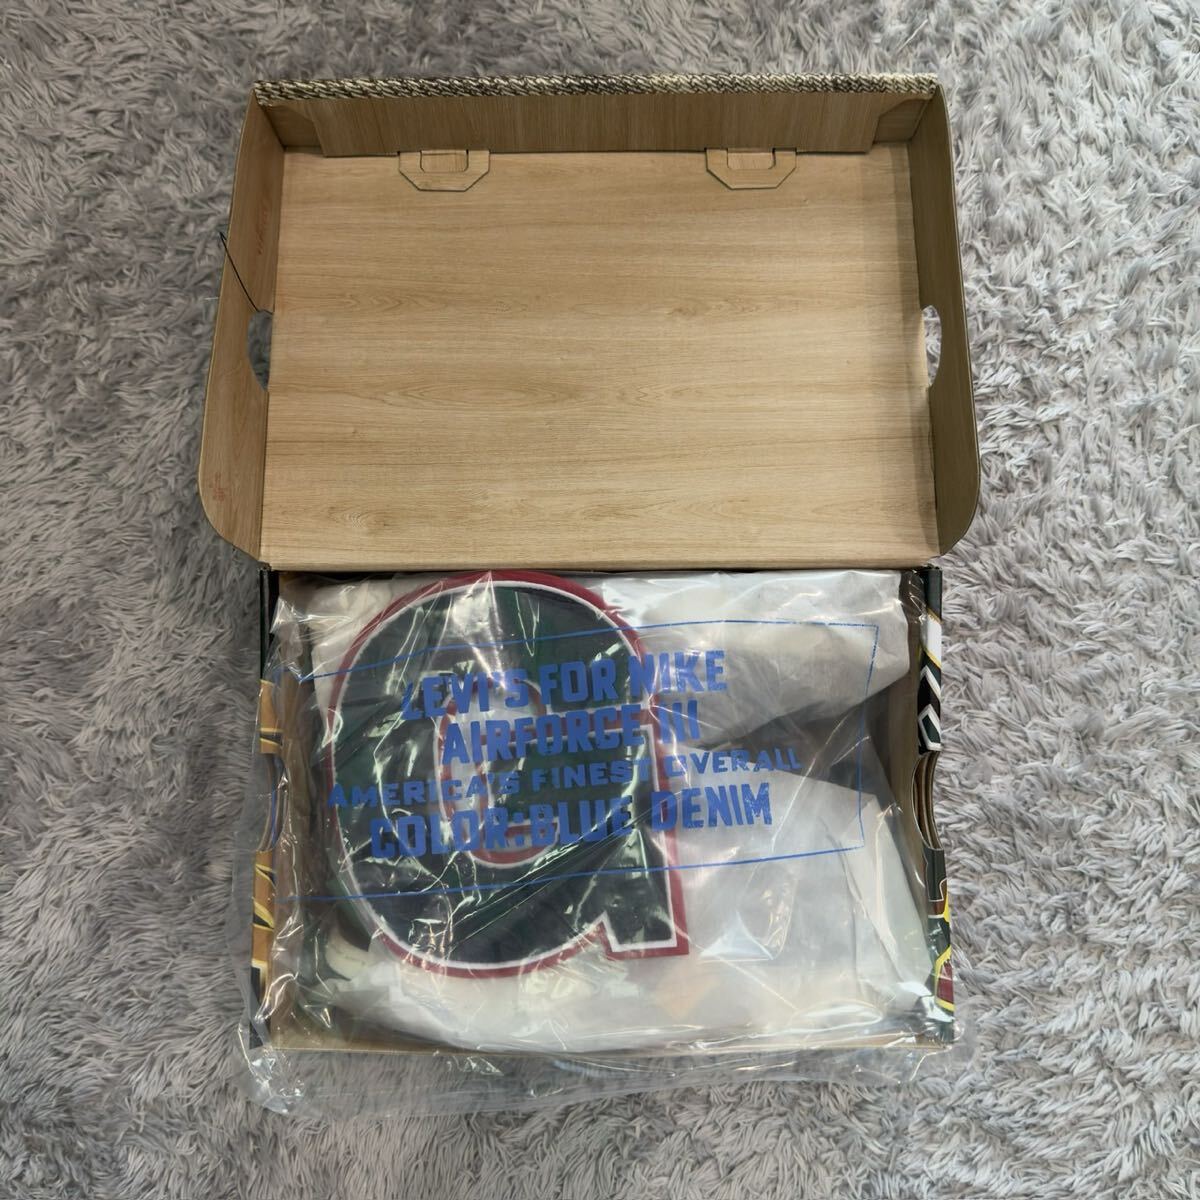 LEVI'S FOR NIKE
AIRFORCE III
AMERICA'S FINEST OVERALL
COLOR:BLUE DENIM
a